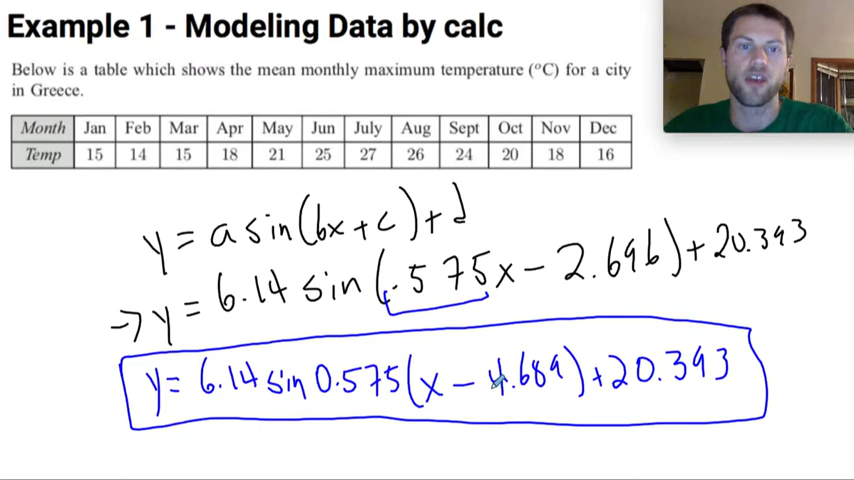 Example 1 - Modeling Data by calc
Below is a table which shows the mean monthly maximum temperature (°C) for a city
in Greece.
Month Jan Feb Mar Apr May Jun July Aug Sept Oct Nov Dec
Temp 15 14 15 18 21 25 27 26 24 20 18 16
y = a sin(bx + c) + d
→ y = 6.14 sin(.575x - 2.696) + 20.393
y = 6.14 sin 0.575(x - 4.689) + 20.393